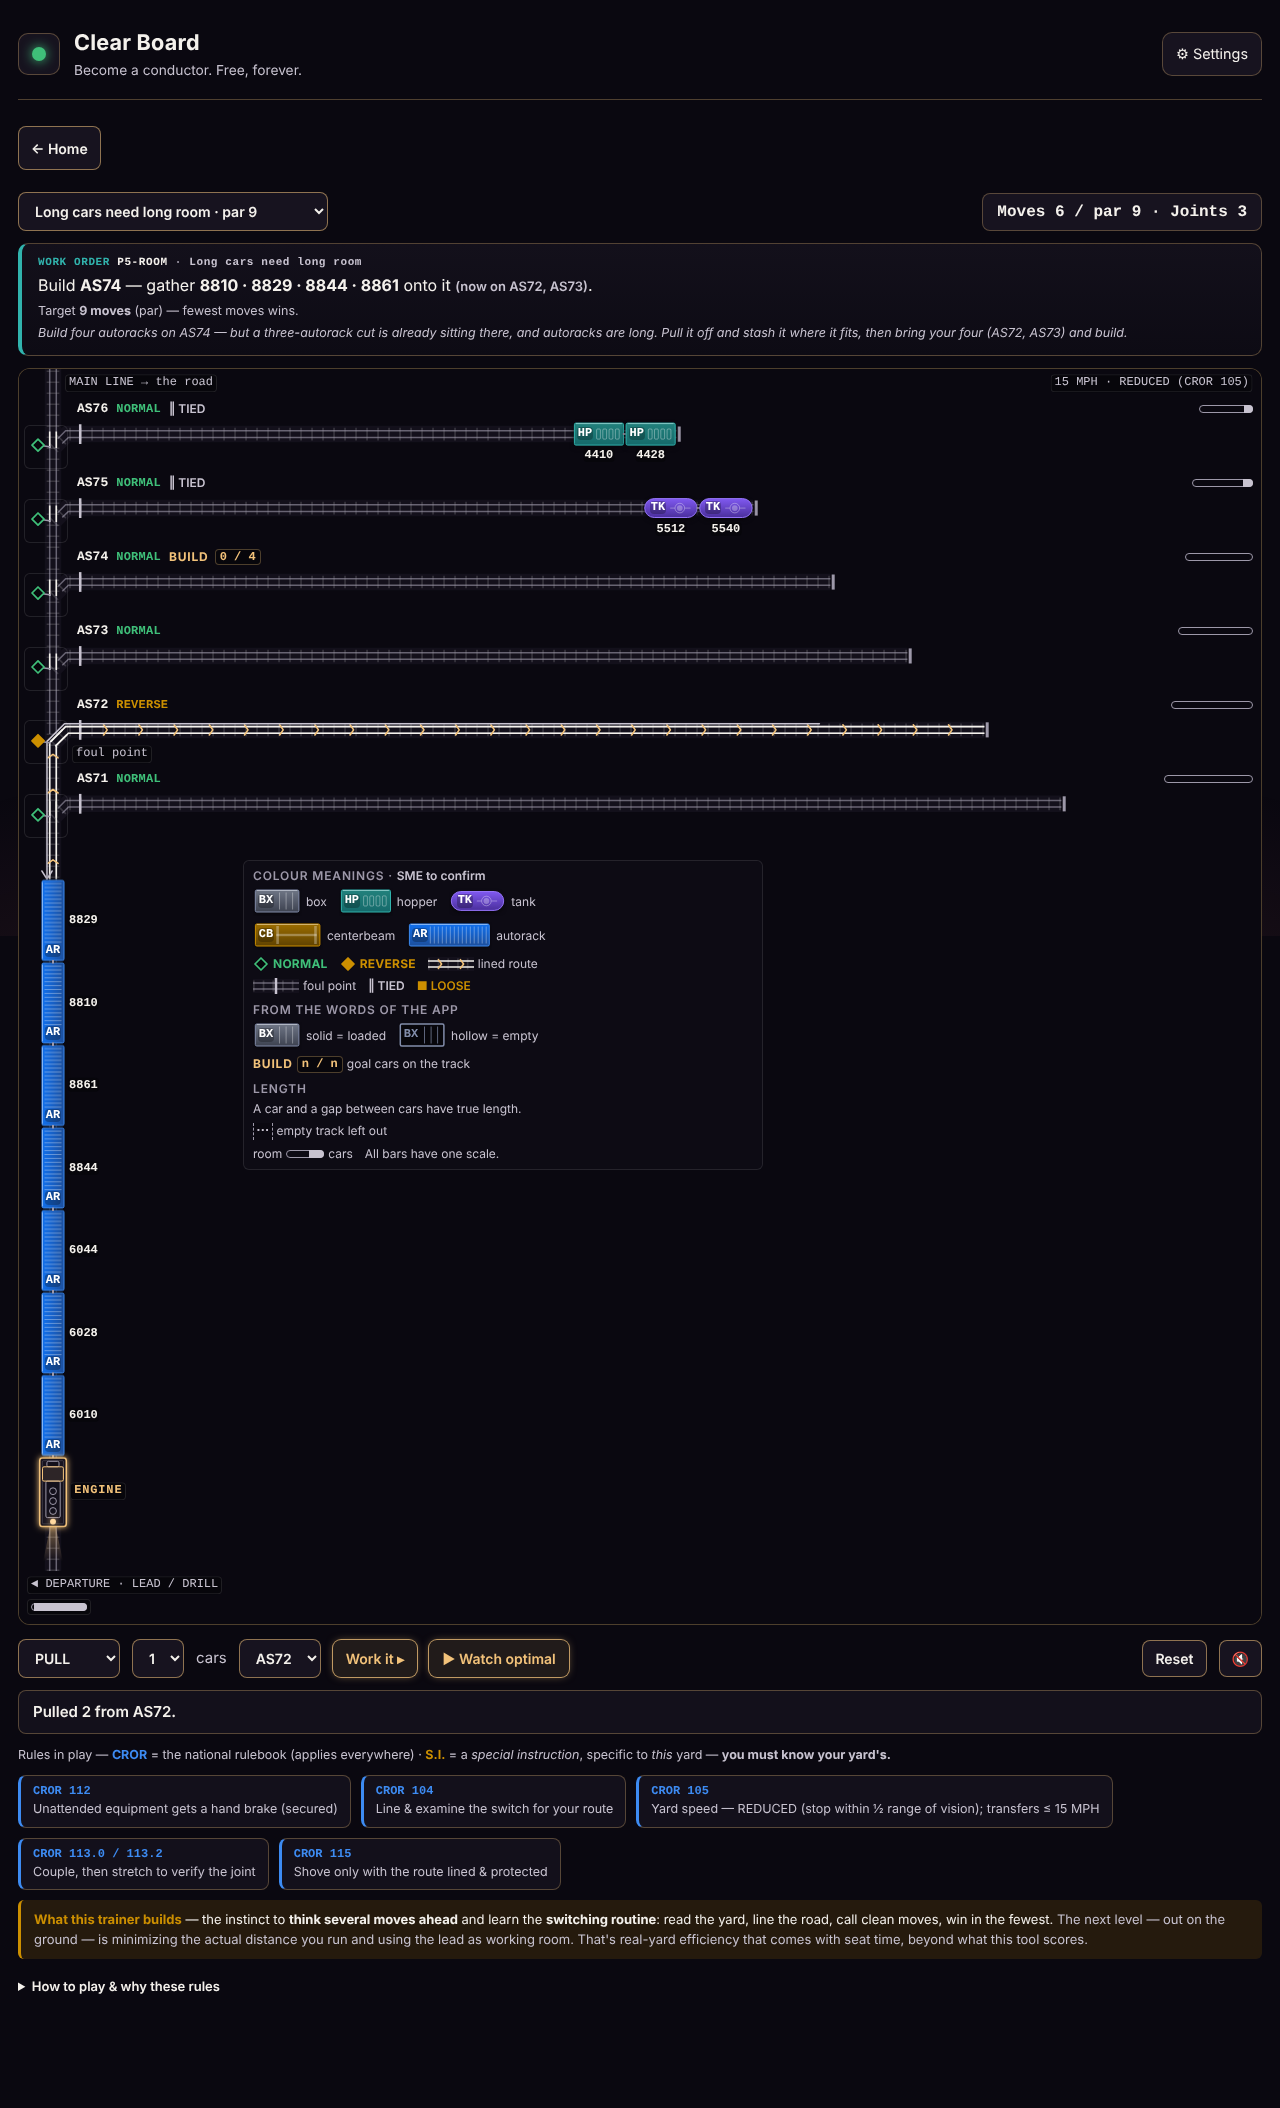 Clear Board
Become a conductor. Free, forever.
⚙ Settings
← Home
Long cars need long room · par 9
Moves 6 / par 9 · Joints 3
WORK ORDER P5-ROOM · Long cars need long room
Build AS74 — gather 8810 · 8829 · 8844 · 8861 onto it (now on AS72, AS73).
Target 9 moves (par) — fewest moves wins.
Build four autoracks on AS74 — but a three-autorack cut is already sitting there, and autoracks are long. Pull it off and stash it where it fits, then bring your four (AS72, AS73) and build.
MAIN LINE → the road
15 MPH · REDUCED (CROR 105)
AS76 NORMAL TIED
HP HP
4410 4428
AS75 NORMAL TIED
TK TK
5512 5540
AS74 NORMAL BUILD 0 / 4
AS73 NORMAL
AS72 REVERSE
foul point
AS71 NORMAL
8829
AR
8810
AR
8861
AR
8844
AR
6044
AR
6028
AR
6010
AR
ENGINE
COLOUR MEANINGS · SME to confirm
BX box HP hopper TK tank
CB centerbeam AR autorack
NORMAL REVERSE lined route
foul point TIED LOOSE
FROM THE WORDS OF THE APP
BX solid = loaded BX hollow = empty
BUILD n / n goal cars on the track
LENGTH
A car and a gap between cars have true length.
··· empty track left out
room cars All bars have one scale.
◄ DEPARTURE · LEAD / DRILL
PULL 1 cars AS72 Work it ▸ ▶ Watch optimal
Reset
Pulled 2 from AS72.
Rules in play — CROR = the national rulebook (applies everywhere) · S.I. = a special instruction, specific to this yard — you must know your yard's.
CROR 112
Unattended equipment gets a hand brake (secured)
CROR 104
Line & examine the switch for your route
CROR 105
Yard speed — REDUCED (stop within ½ range of vision); transfers ≤ 15 MPH
CROR 113.0 / 113.2
Couple, then stretch to verify the joint
CROR 115
Shove only with the route lined & protected
What this trainer builds — the instinct to think several moves ahead and learn the switching routine: read the yard, line the road, call clean moves, win in the fewest. The next level — out on the
ground — is minimizing the actual distance you run and using the lead as working room. That's real-yard efficiency that comes with seat time, beyond what this tool scores.
▶ How to play & why these rules